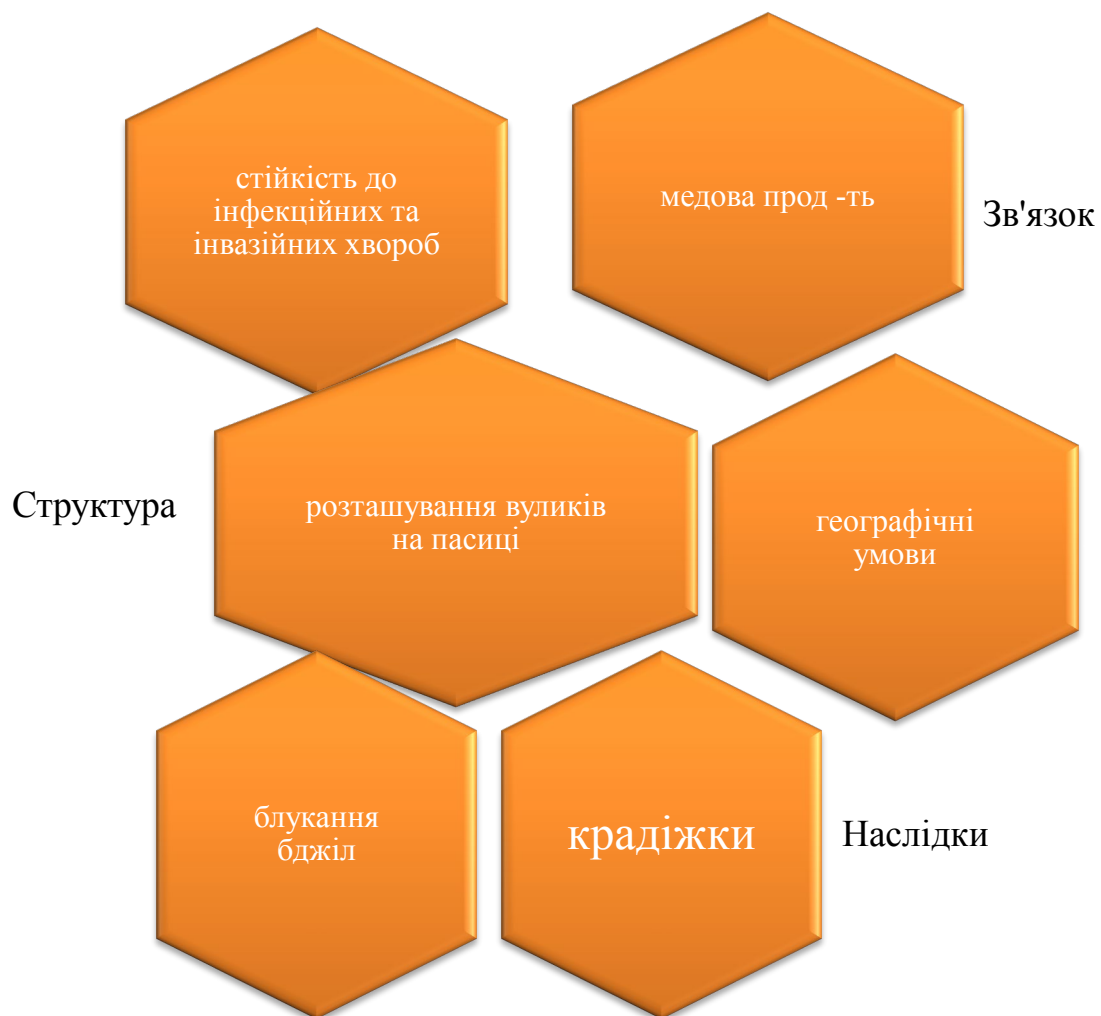 стійкість до
інфекційних та
інвазійних хвороб
медова прод -ть
Зв'язок
Структура
розташування вуликів
на пасиці
географічні
умови
блукання
бджіл
крадіжки
Наслідки